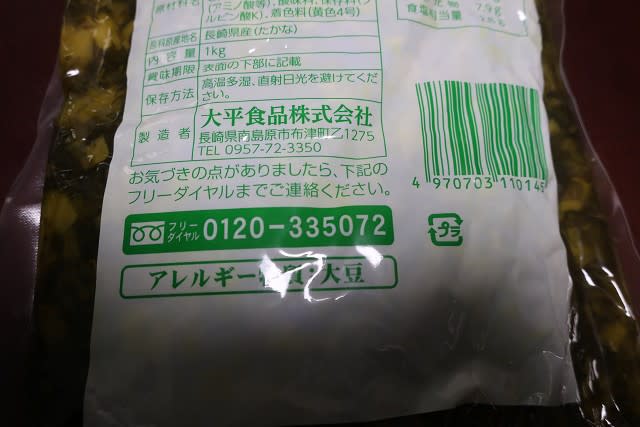 (アミノ酸等)、酸味料、保存料(ソ
ルビン酸K)、着色料(黄色4号)
原料原産地名 長崎県産(たかな)
内容量 1kg
賞味期限 表面の下部に記載
保存方法 高温多湿、直射日光を避けてくだ
さい。
製造者 大平食品株式会社
長崎県南島原市布津町乙1275
TEL 0957-72-3350
お気づきの点がありましたら、下記の
フリーダイヤルまでご連絡ください。
フリー
ダイヤル 0120-335072
アレルギー物質・大豆
食塩相当量
7.9g
4 970703 110145
プラ